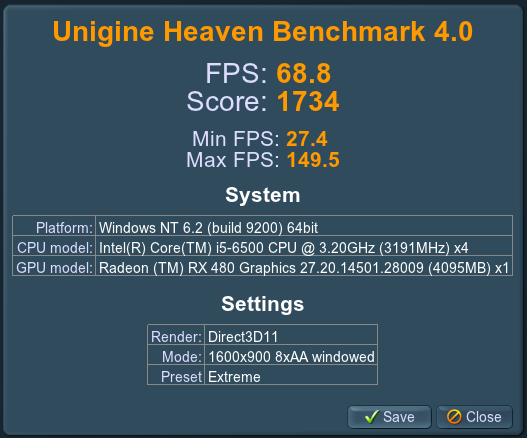 Unigine Heaven Benchmark 4.0
FPS: 68.8
Score: 1734
Min FPS: 27.4
Max FPS: 149.5
System
Platform: Windows NT 6.2 (build 9200) 64bit
CPU model: Intel(R) Core(TM) i5-6500 CPU @ 3.20GHz (3191MHz) x4
GPU model: Radeon (TM) RX 480 Graphics 27.20.14501.28009 (4095MB) x1
Settings
Render: Direct3D11
Mode: 1600x900 8xAA windowed
Preset Extreme
Save Close